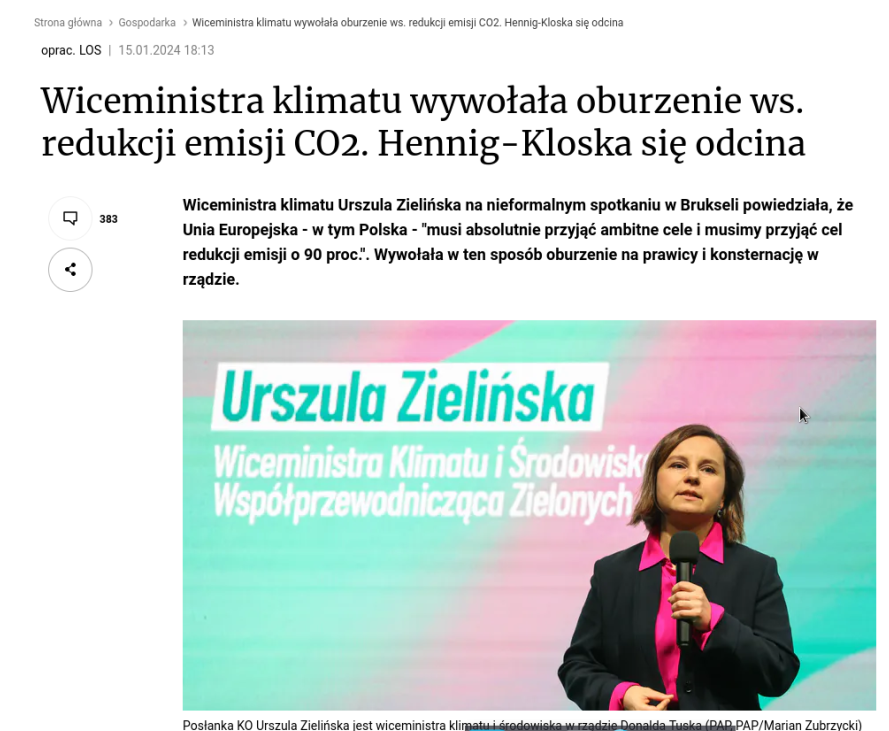 Strona główna > Gospodarka > Wiceministra klimatu wywołała oburzenie ws. redukcji emisji CO2. Hennig-Kloska się odcina
oprac. LOS | 15.01.2024 18:13
Wiceministra klimatu wywołała oburzenie ws.
redukcji emisji CO2. Hennig-Kloska się odcina
383
Wiceministra klimatu Urszula Zielińska na nieformalnym spotkaniu w Brukseli powiedziała, że
Unia Europejska - w tym Polska - "musi absolutnie przyjąć ambitne cele i musimy przyjąć cel
redukcji emisji o 90 proc.". Wywołała w ten sposób oburzenie na prawicy i konsternację w
rządzie.
Urszula Zielińska
Wiceministra Klimatu i Środowisk
Współprzewodnicząca Zielonych
Posłanka KO Urszula Zielińska jest wiceministra klimatu i środowiska w rządzie Donalda Tuska (PAP, PAP/Marian Zubrzycki)